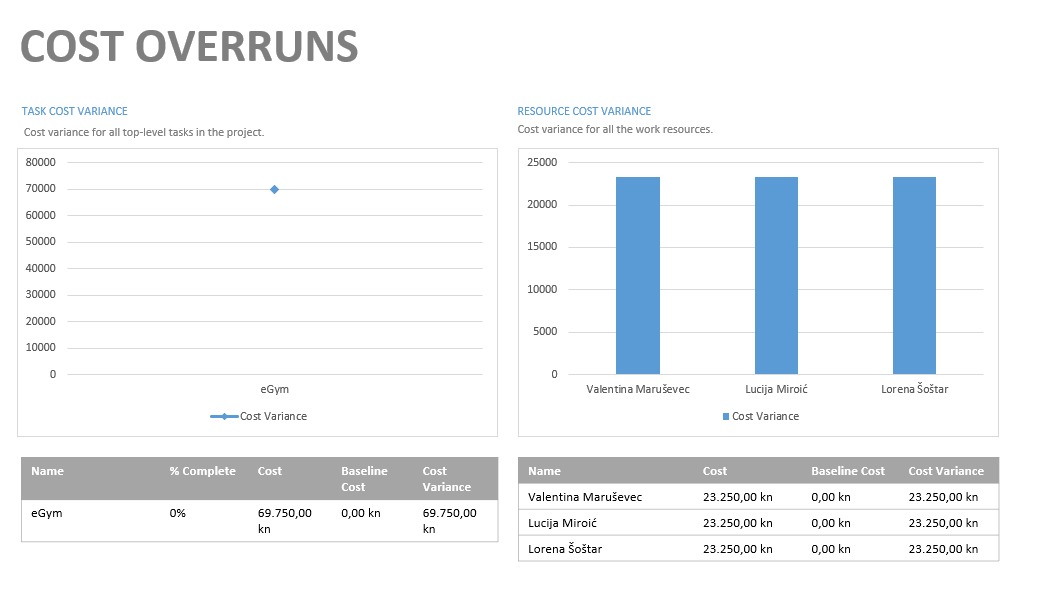 COST OVERRUNS
TASK COST VARIANCE
Cost variance for all top-level tasks in the project.
80000
70000
60000
50000
40000
30000
20000
10000
0
eGym
Cost Variance
Name % Complete Cost Baseline Cost
Cost Variance
eGym 0% 69.750,00 kn 0,00 kn 69.750,00 kn
RESOURCE COST VARIANCE
Cost variance for all the work resources.
25000
20000
15000
10000
5000
0
Valentina Maruševec Lucija Miroić Lorena Šoštar
Cost Variance
Name Cost Baseline Cost Cost Variance
Valentina Maruševec 23.250,00 kn 0,00 kn 23.250,00 kn
Lucija Miroić 23.250,00 kn 0,00 kn 23.250,00 kn
Lorena Šoštar 23.250,00 kn 0,00 kn 23.250,00 kn